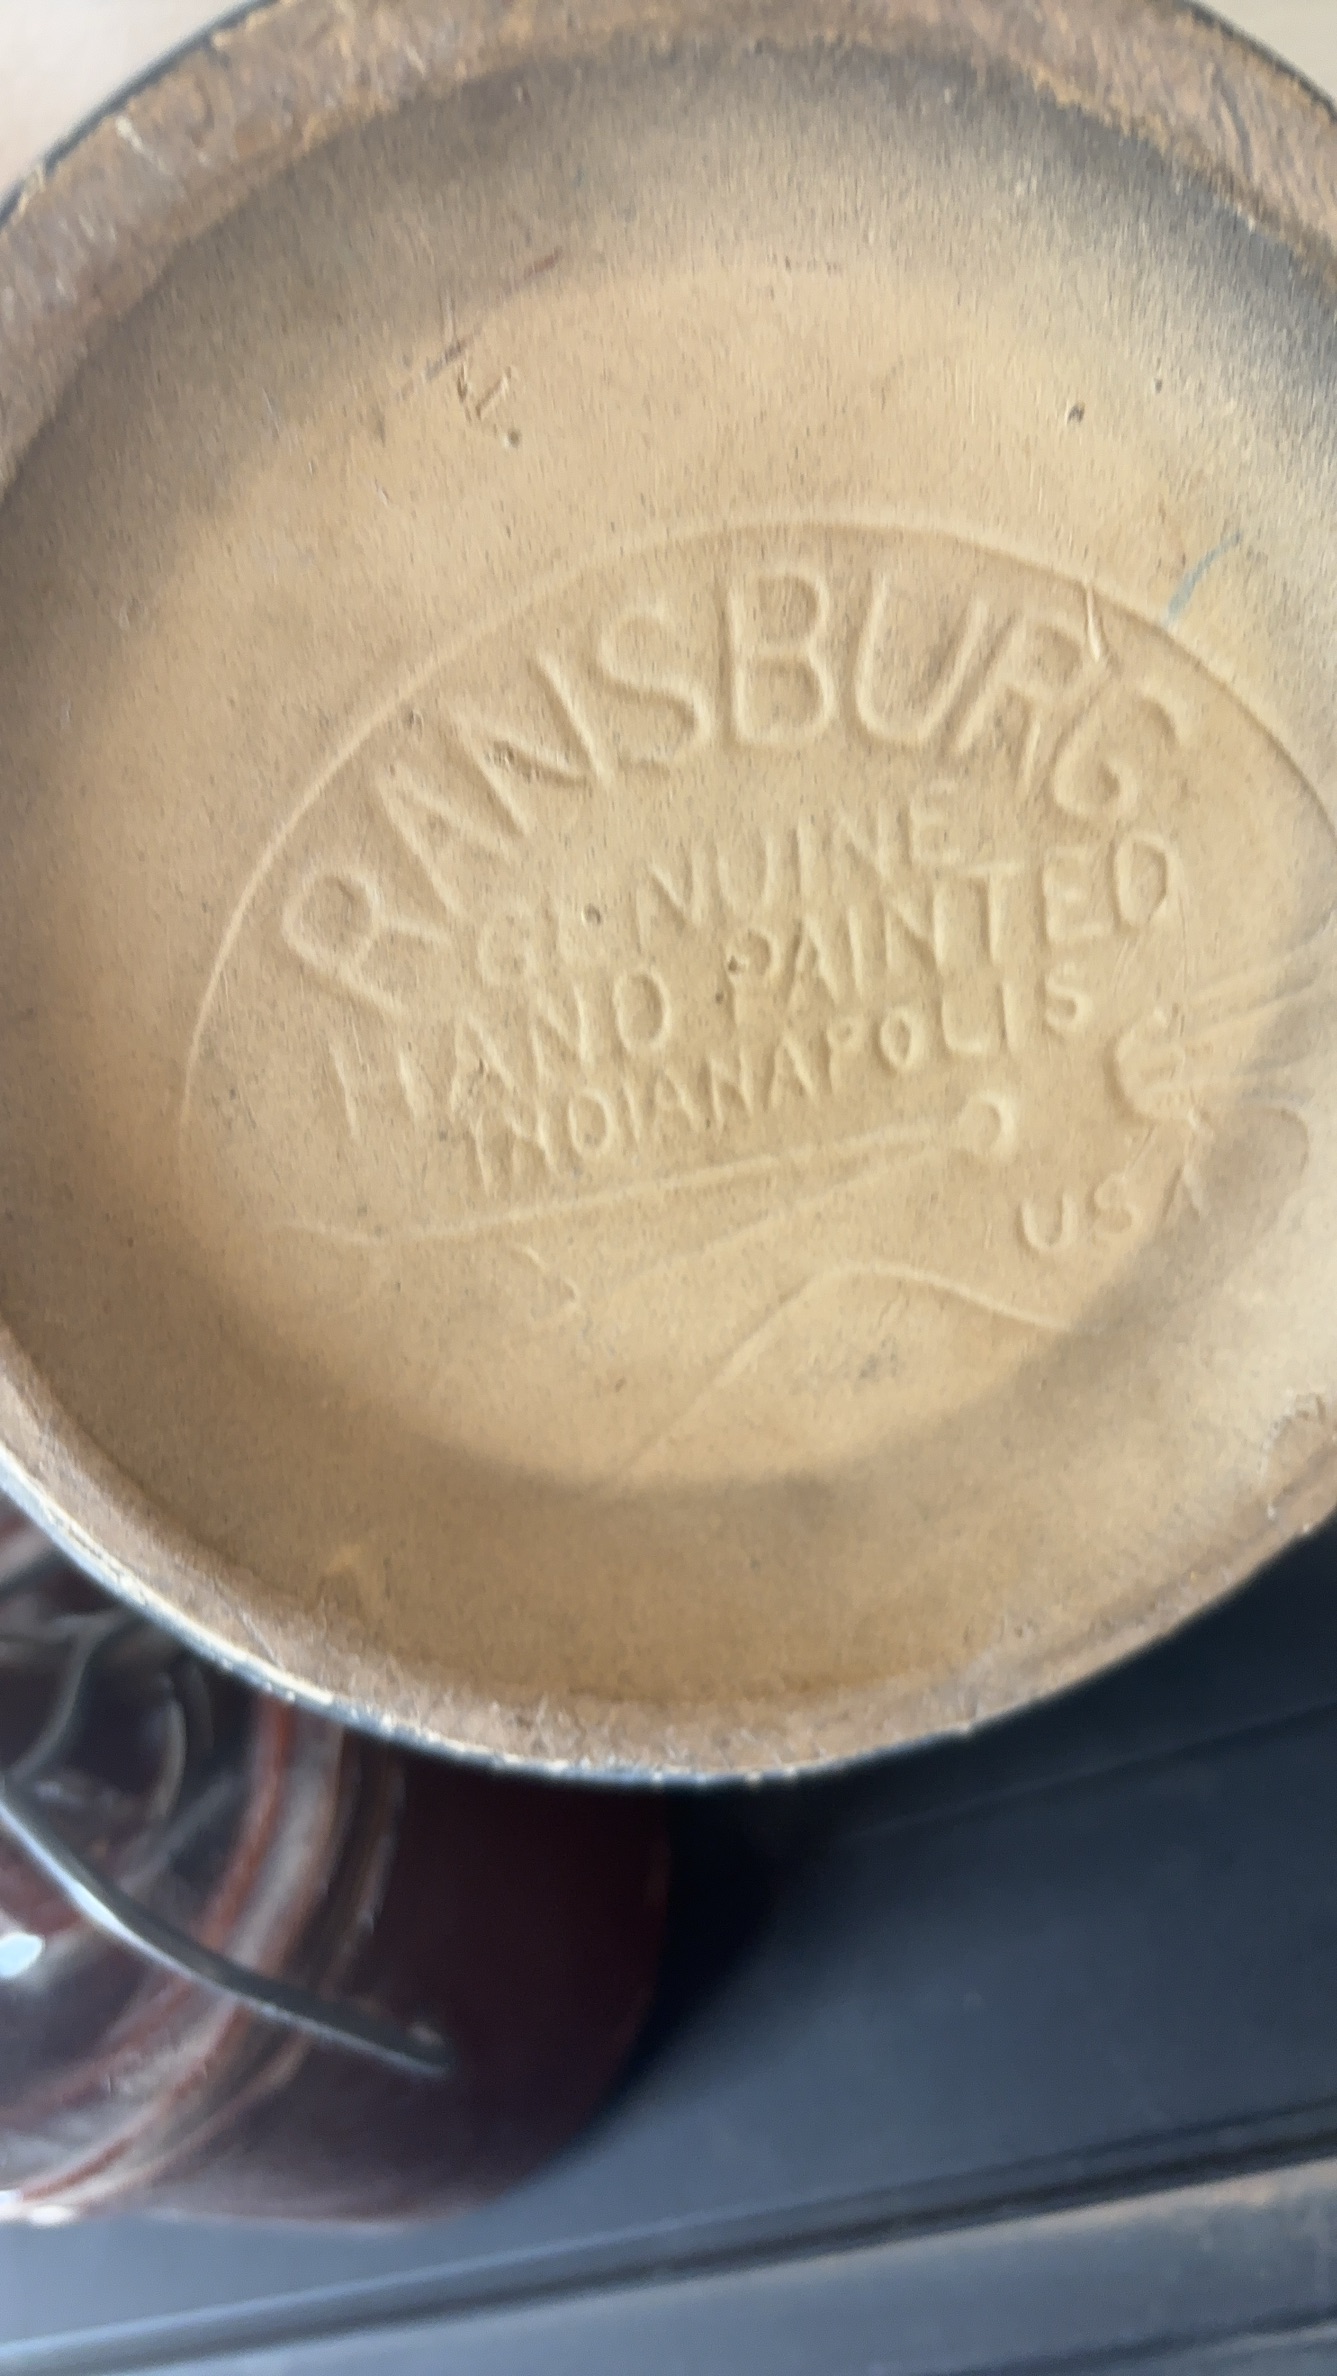 RANSBURG
GENUINE
HAND PAINTED
INDIANAPOLIS
USA